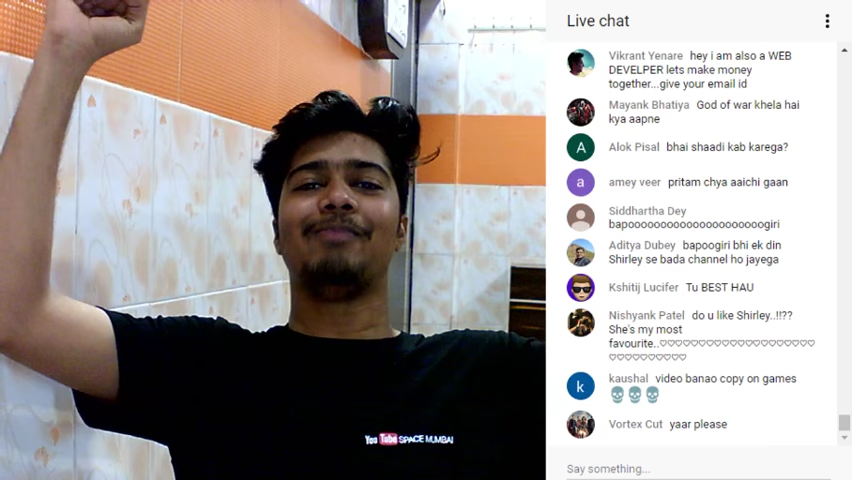 Live chat
Vikrant Yenare hey i am also a WEB
DEVELPER lets make money
together...give your email id
Mayank Bhatiya God of war khela hai
kya aapne
A
Alok Pisal bhai shaadi kab karega?
a
amey veer pritam chya aaichi gaan
Siddhartha Dey
bapoooooooooooooooooooogiri
Aditya Dubey bapoogiri bhi ek din
Shirley se bada channel ho jayega
Kshitij Lucifer Tu BEST HAU
Nishyank Patel do u like Shirley..!!??
She's my most
favourite..♡♡♡♡♡♡♡♡♡♡♡♡♡♡♡♡♡♡♡♡
♡♡♡♡♡♡♡♡♡♡
k
kaushal video banao copy on games
💀💀💀
Vortex Cut yaar please
Say something...
You Tube SPACE MUMBAI